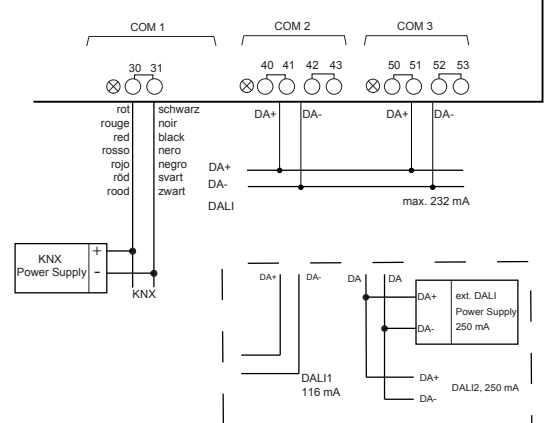 COM 1
COM 2
COM 3
30 31
40 41 42 43
50 51 52 53
rot schwarz
rouge noir
red black
rosso nero
rojo negro
röd svart
rood zwart
DA+ DA-
DA+ DA-
DA+
DA-
DALI
max. 232 mA
KNX
Power Supply
+
-
KNX
DA+ DA-
DA DA
DA+
DA-
ext. DALI
Power Supply
250 mA
DALI1
116 mA
DA+
DA-
DALI2, 250 mA